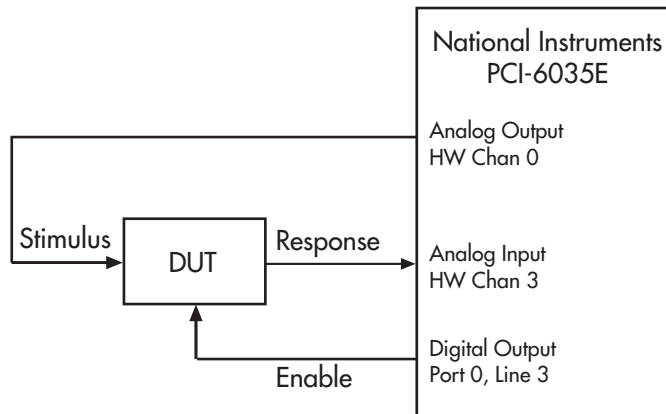 National Instruments
PCI-6035E
Analog Output
HW Chan 0
Stimulus
DUT
Response
Analog Input
HW Chan 3
Enable
Digital Output
Port 0, Line 3